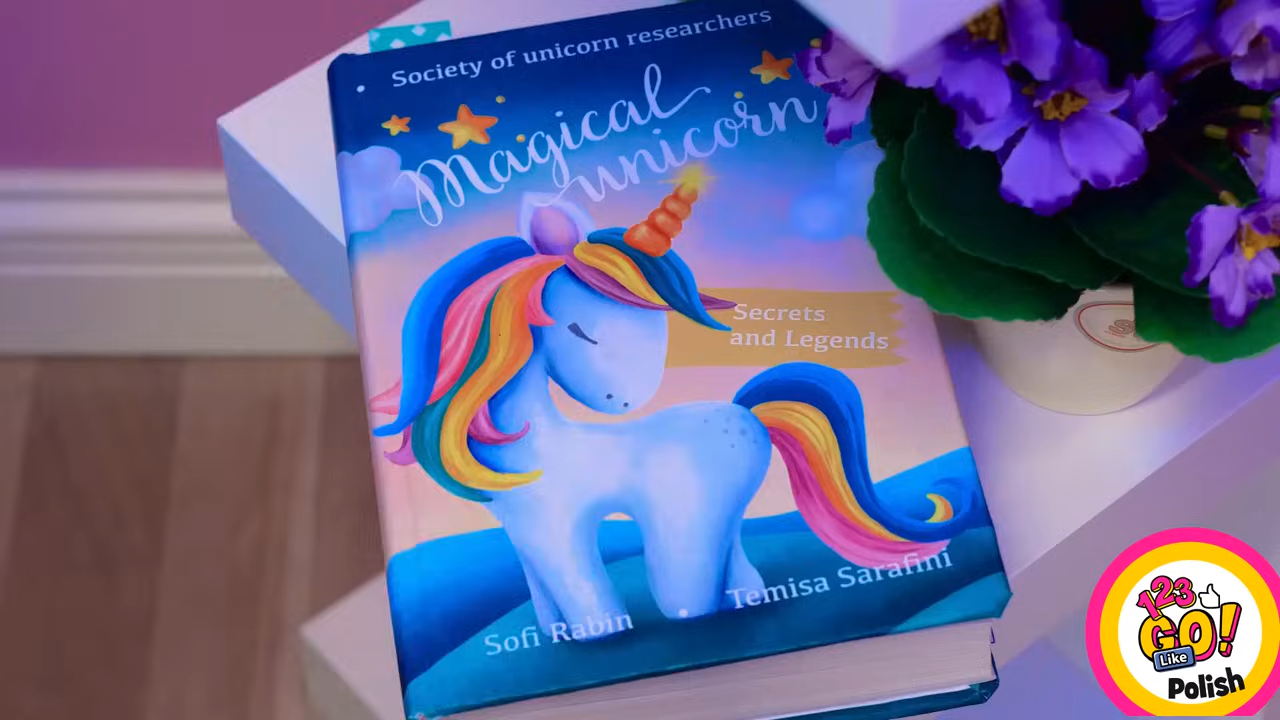 Society of unicorn researchers
Magical
unicorn
Secrets
and Legends
Sofi Rabin
Temisa Sarafini
123
GO!
Like
Polish